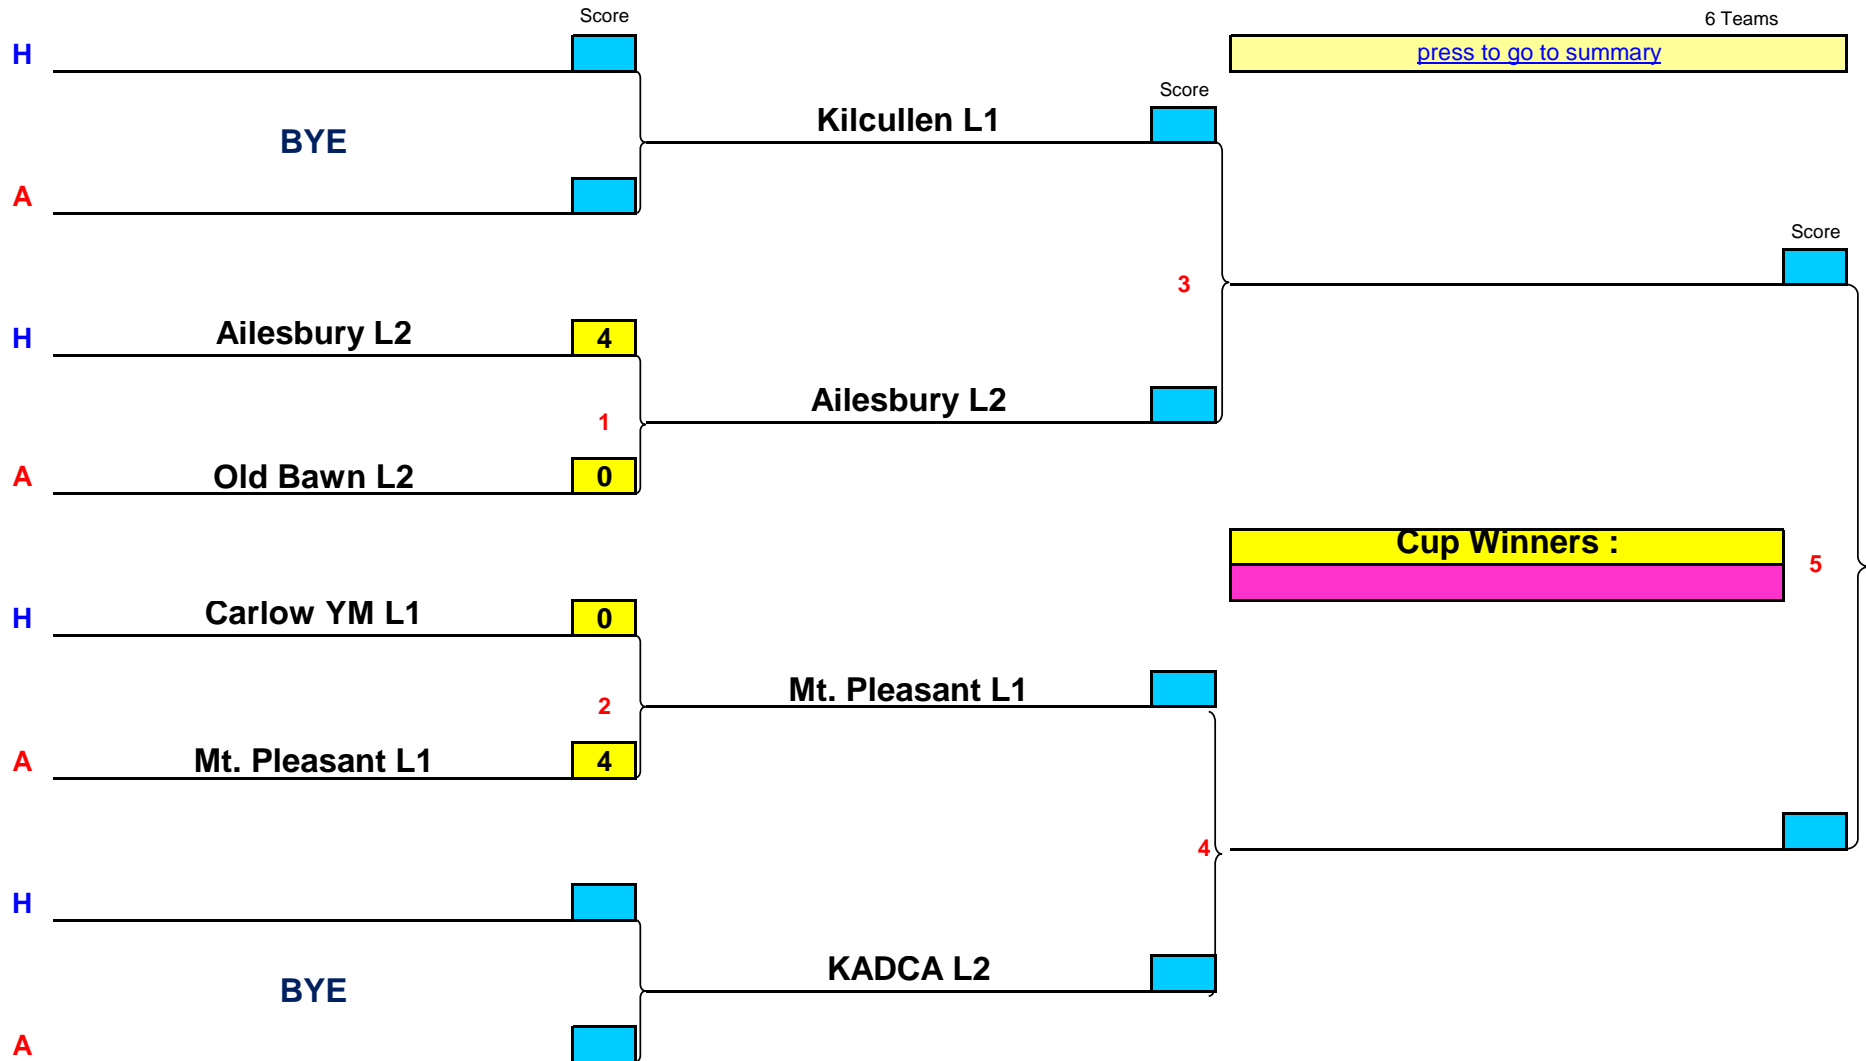 Score
6 Teams
H
press to go to summary
Score
Kilcullen L1
BYE
A
Score
3
H Ailesbury L2 4
Ailesbury L2
1
A Old Bawn L2 0
Cup Winners :
5
H Carlow YM L1 0
Mt. Pleasant L1
2
A Mt. Pleasant L1 4
4
H
KADCA L2
BYE
A